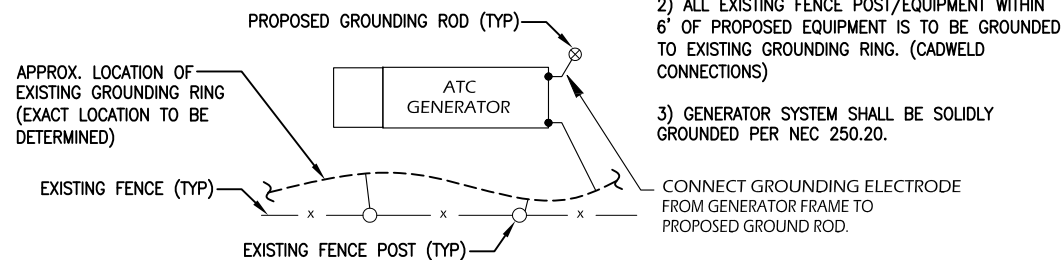 PROPOSED GROUNDING ROD (TYP)
APPROX. LOCATION OF
EXISTING GROUNDING RING
(EXACT LOCATION TO BE
DETERMINED)
ATC
GENERATOR
EXISTING FENCE (TYP)
x x x
EXISTING FENCE POST (TYP)
2) ALL EXISTING FENCE POST/EQUIPMENT WITHIN
6' OF PROPOSED EQUIPMENT IS TO BE GROUNDED
TO EXISTING GROUNDING RING. (CADWELD
CONNECTIONS)
3) GENERATOR SYSTEM SHALL BE SOLIDLY
GROUNDED PER NEC 250.20.
CONNECT GROUNDING ELECTRODE
FROM GENERATOR FRAME TO
PROPOSED GROUND ROD.